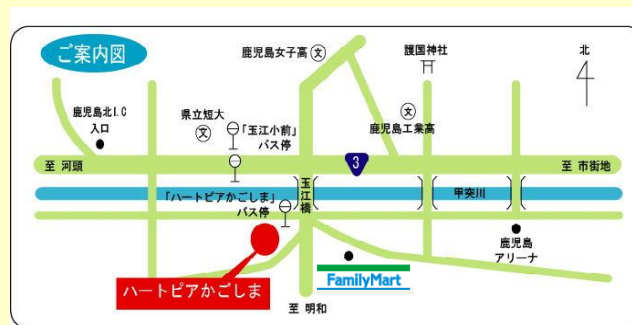 ご案内図
鹿児島女子高
文
護国神社
北
鹿児島北I.C
入口
県立短大
文
「玉江小前」
バス停
文
鹿児島工業高
至 河頭
3
至 市街地
玉江橋
甲突川
「ハートピアかごしま」
バス停
鹿児島
アリーナ
ハートピアかごしま
FamilyMart
至 明和